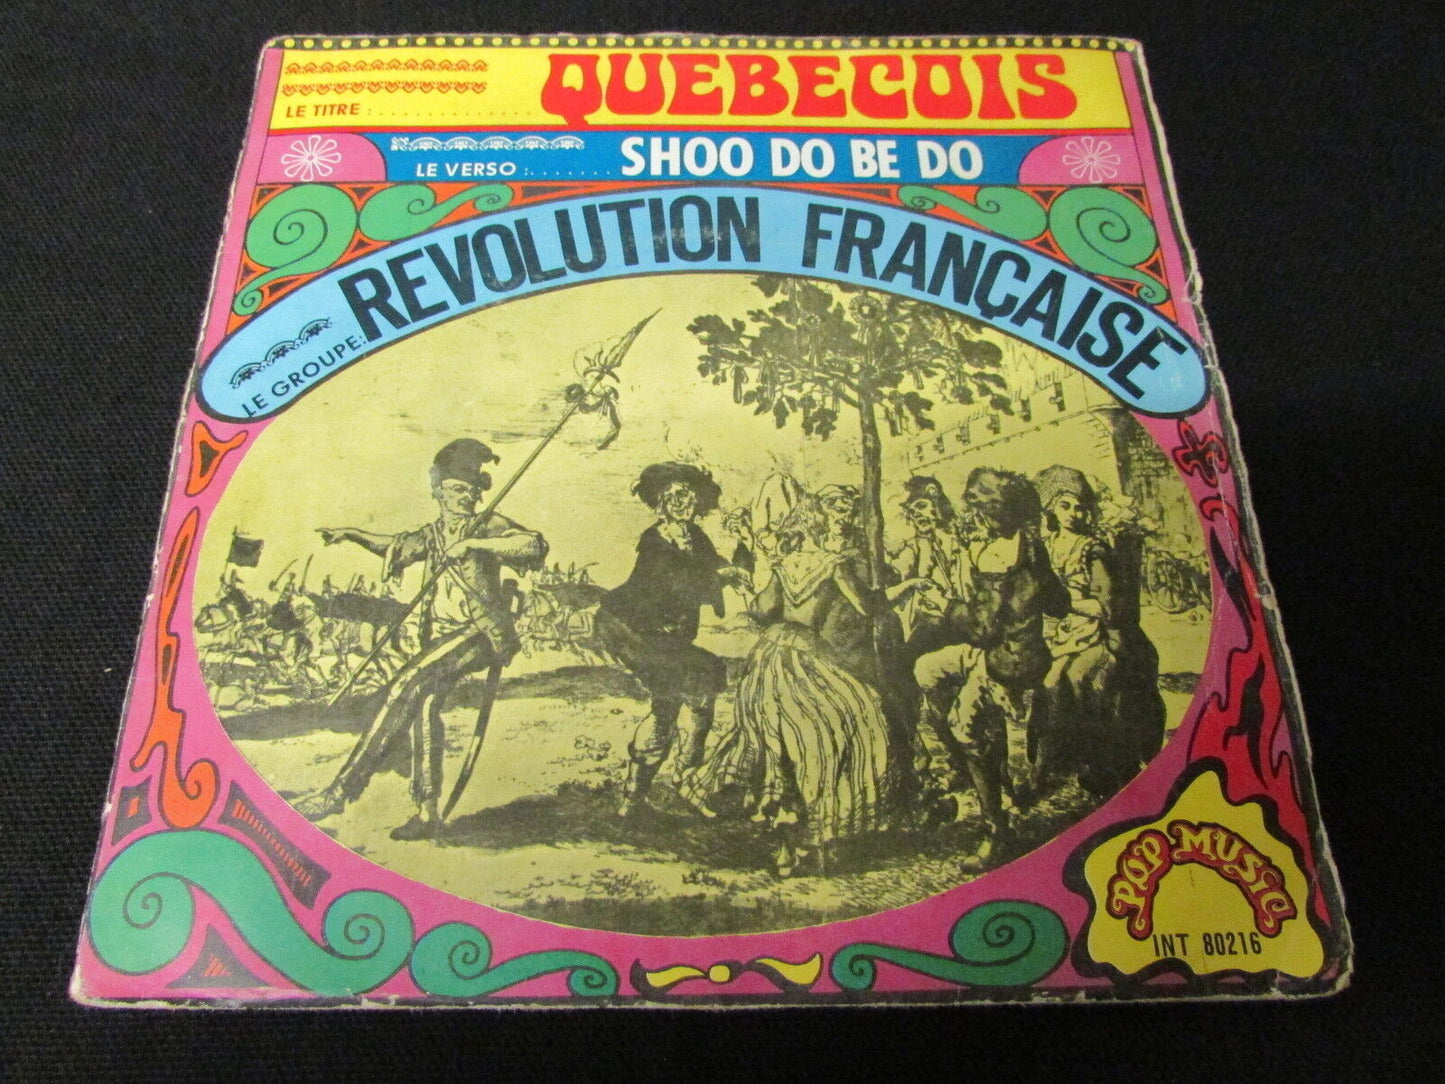 LE TITRE : .............. QUEBECOIS
LE VERSO : ....... SHOO DO BE DO
LE GROUPE: REVOLUTION FRANÇAISE
POP MUSIC
INT 80216